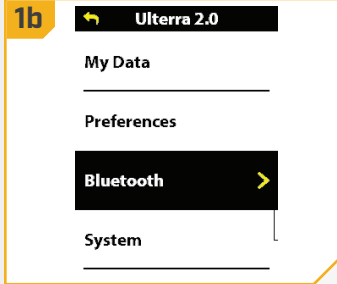 1b
Ulterra 2.0
My Data
Preferences
Bluetooth
System